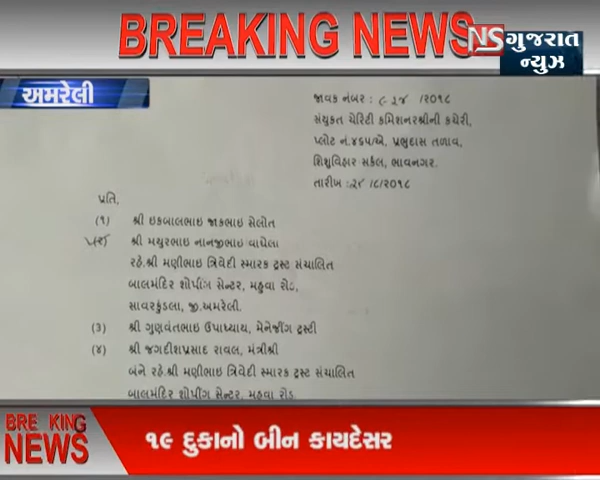 BREAKING NEWS
NS ગુજરાત
ન્યુઝ
અમરેલી
જાવક નંબર : ૯૨૪ /૨૦૧૮
સંયુકત ચેરિટી કમિશનરશ્રીની કચેરી,
પ્લોટ નં.૪૬૫/એ, પ્રભુદાસ તળાવ,
શિશુવિહાર સર્કલ, ભાવનગર.
તારીખ :૨૪ /૮/૨૦૧૮
પ્રતિ,
(૧) શ્રી ઇકબાલભાઇ જાકભાઇ સેલોત
(૨) શ્રી મયુરભાઇ નાનજીભાઇ વાઘેલા
રહે.શ્રી મણીભાઇ ત્રિવેદી સ્મારક ટ્રસ્ટ સંચાલિત
બાલમંદિર શોપીંગ સેન્ટર, મહુવા રોડ,
સાવરકુંડલા, જી.અમરેલી.
(૩) શ્રી ગુણવંતભાઇ ઉપાધ્યાય, મેનેજીંગ ટ્રસ્ટી
(૪) શ્રી જગદીશપ્રસાદ રાવલ, મંત્રીશ્રી
બંને રહે.શ્રી મણીભાઇ ત્રિવેદી સ્મારક ટ્રસ્ટ સંચાલિત
બાલમંદિર શોપીંગ સેન્ટર, મહુવા રોડ
BREAKING
NEWS
૧૯ દુકાનો બીન કાયદેસર